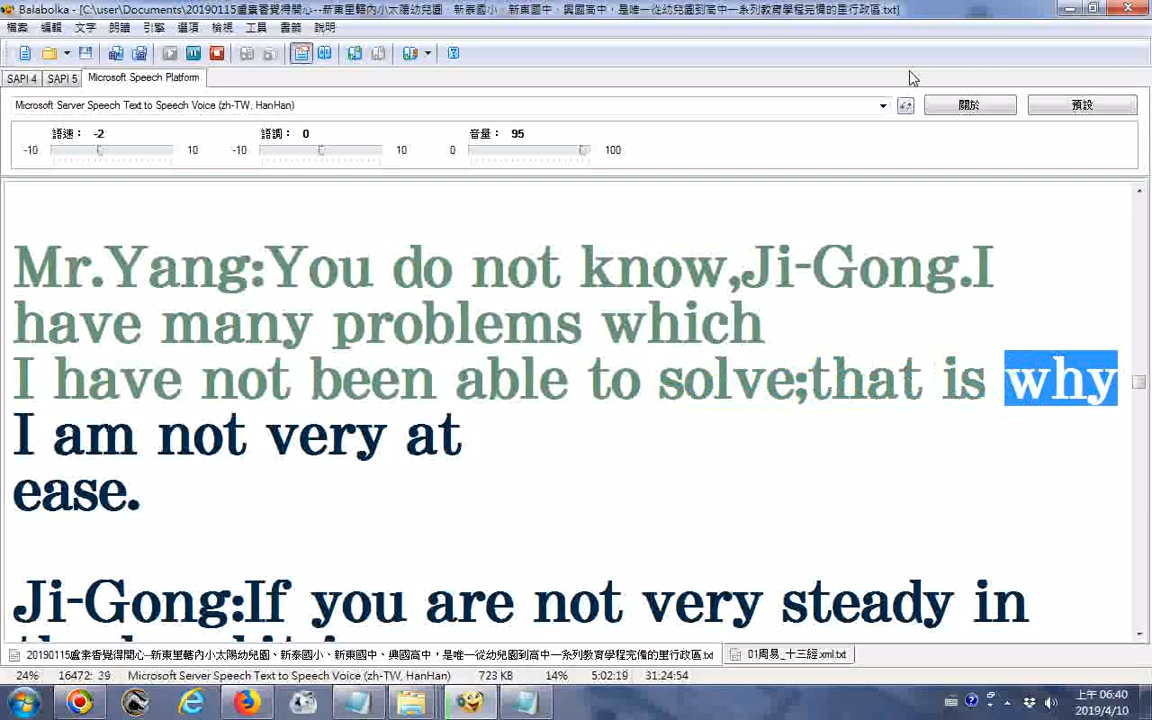 Balabolka - [C:\user\Documents\20190115盧素香覺得開心--新東里轄內小太陽幼兒園、新泰國小、新東國中、興國高中，是唯一從幼兒園到高中一系列教育學程完備的里行政區.txt]
檔案 編輯 文字 朗讀 引擎 選項 檢視 工具 書籤 說明
SAPI 4 SAPI 5 Microsoft Speech Platform
Microsoft Server Speech Text to Speech Voice (zh-TW, HanHan) 關於 預設
語速： -2 語調： 0 音量： 95
-10 10 -10 10 0 100
Mr.Yang:You do not know,Ji-Gong.I
have many problems which
I have not been able to solve;that is why
I am not very at
ease.
Ji-Gong:If you are not very steady in
20190115盧素香覺得開心--新東里轄內小太陽幼兒園、新泰國小、新東國中、興國高中，是唯一從幼兒園到高中一系列教育學程完備的里行政區.txt 01周易_十三經.xml.txt
24% 16472: 39 Microsoft Server Speech Text to Speech Voice (zh-TW, HanHan) 723 KB 14% 5:02:19 31:24:54
上午 06:40
2019/4/10